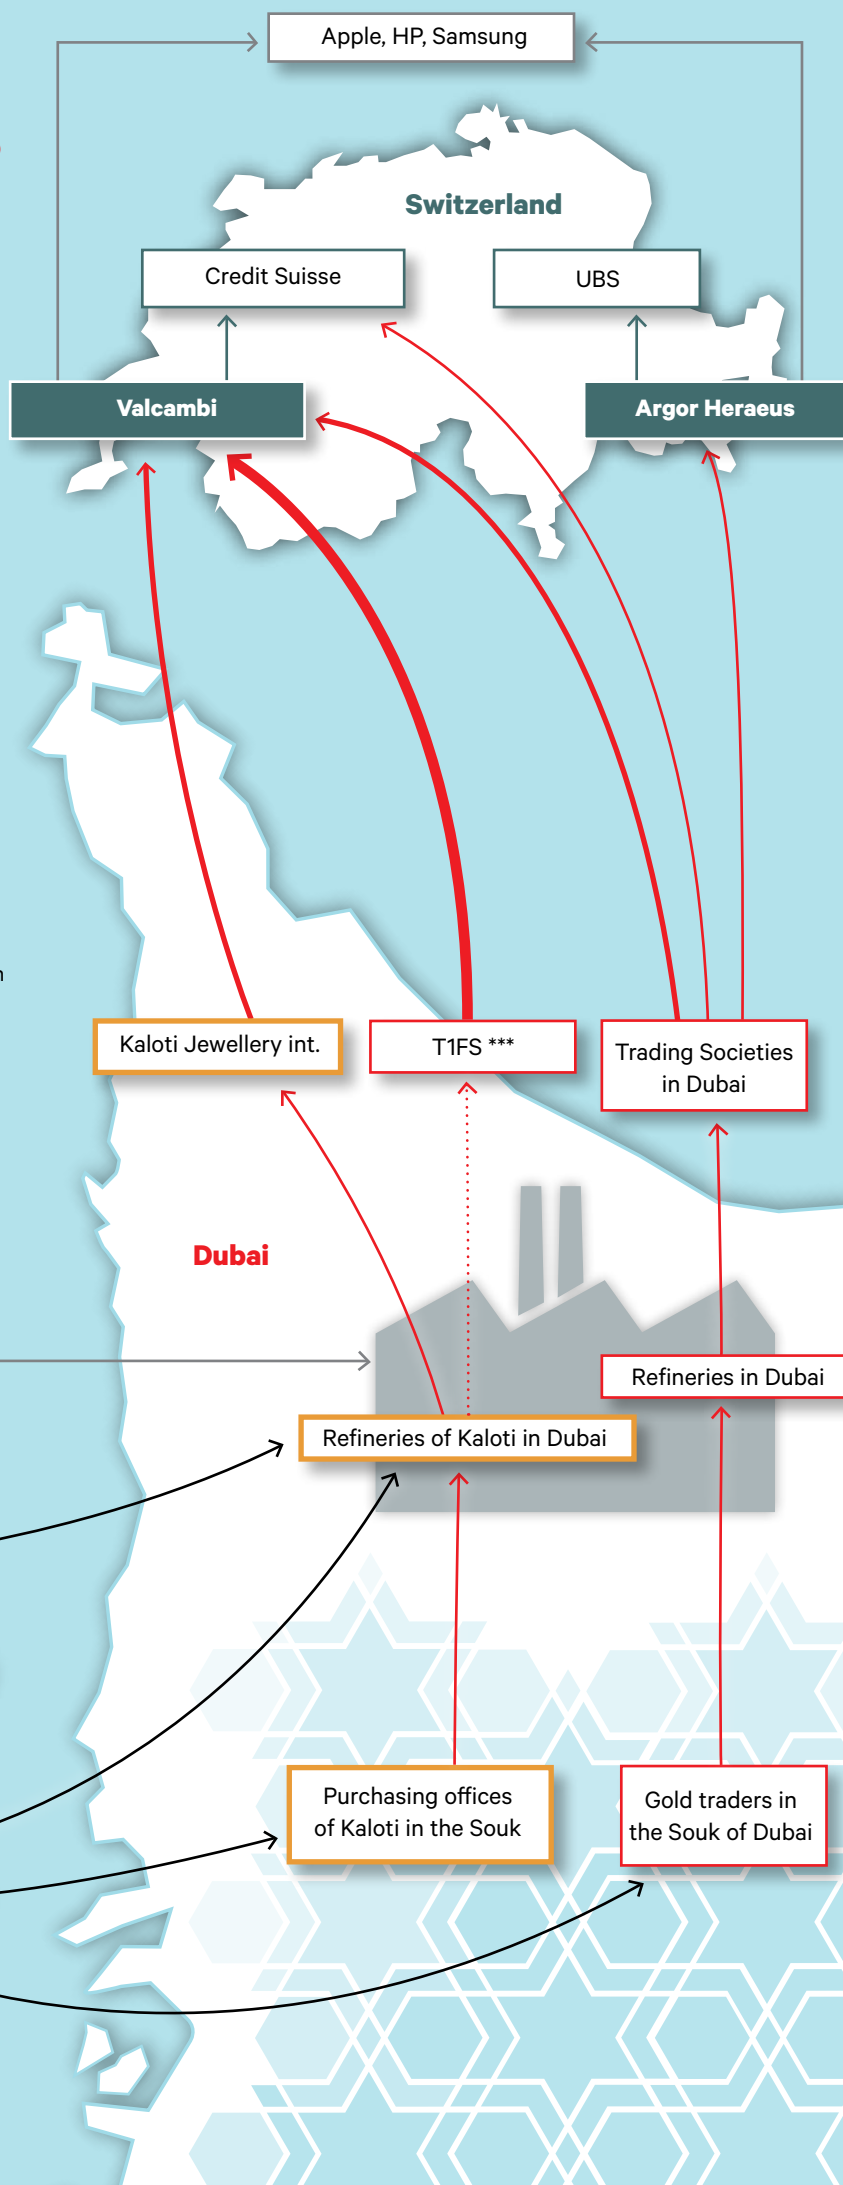 Apple, HP, Samsung
Switzerland
Credit Suisse
UBS
Valcambi
Argor Heraeus
n
Kaloti Jewellery int.
T1FS ***
Trading Societies
in Dubai
Dubai
Refineries in Dubai
Refineries of Kaloti in Dubai
Purchasing offices
of Kaloti in the Souk
Gold traders in
the Souk of Dubai